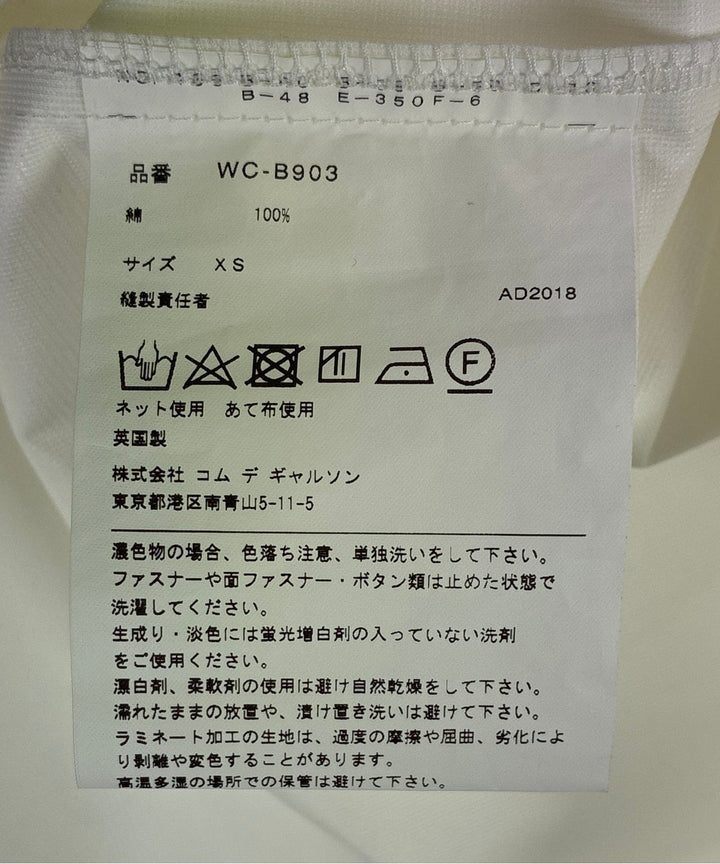 B-48 E-350F-6
品番 WC-B903
綿 100%
サイズ XS
縫製責任者 AD2018
F
ネット使用 あて布使用
英国製
株式会社 コム デ ギャルソン
東京都港区南青山5-11-5
濃色物の場合、色落ち注意、単独洗いをして下さい。
ファスナーや面ファスナー・ボタン類は止めた状態で
洗濯してください。
生成り・淡色には蛍光増白剤の入っていない洗剤
をご使用ください。
漂白剤、柔軟剤の使用は避け自然乾燥をして下さい。
濡れたままの放置や、漬け置き洗いは避けて下さい。
ラミネート加工の生地は、過度の摩擦や屈曲、劣化によ
り剥離や変色することがあります。
高温多湿の場所での保管は避けて下さい。